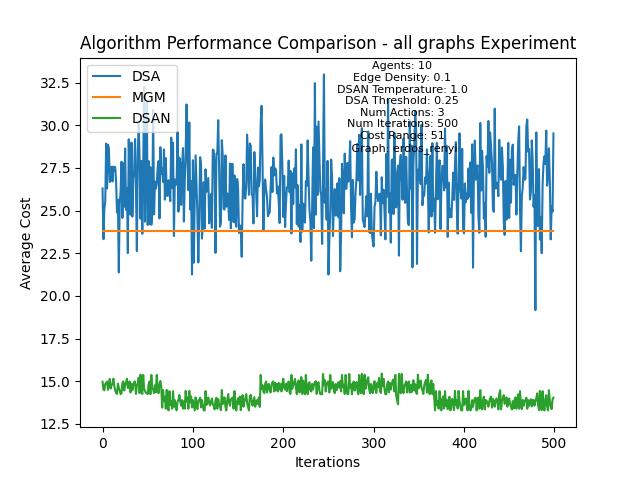 Algorithm Performance Comparison - all graphs Experiment
DSA
MGM
DSAN
Agents: 10
Edge Density: 0.1
DSAN Temperature: 1.0
DSA Threshold: 0.25
Num Actions: 3
Num Iterations: 500
Cost Range: 51
Graph: erdos_renyi
Average Cost
32.5
30.0
27.5
25.0
22.5
20.0
17.5
15.0
12.5
0
100
200
300
400
500
Iterations